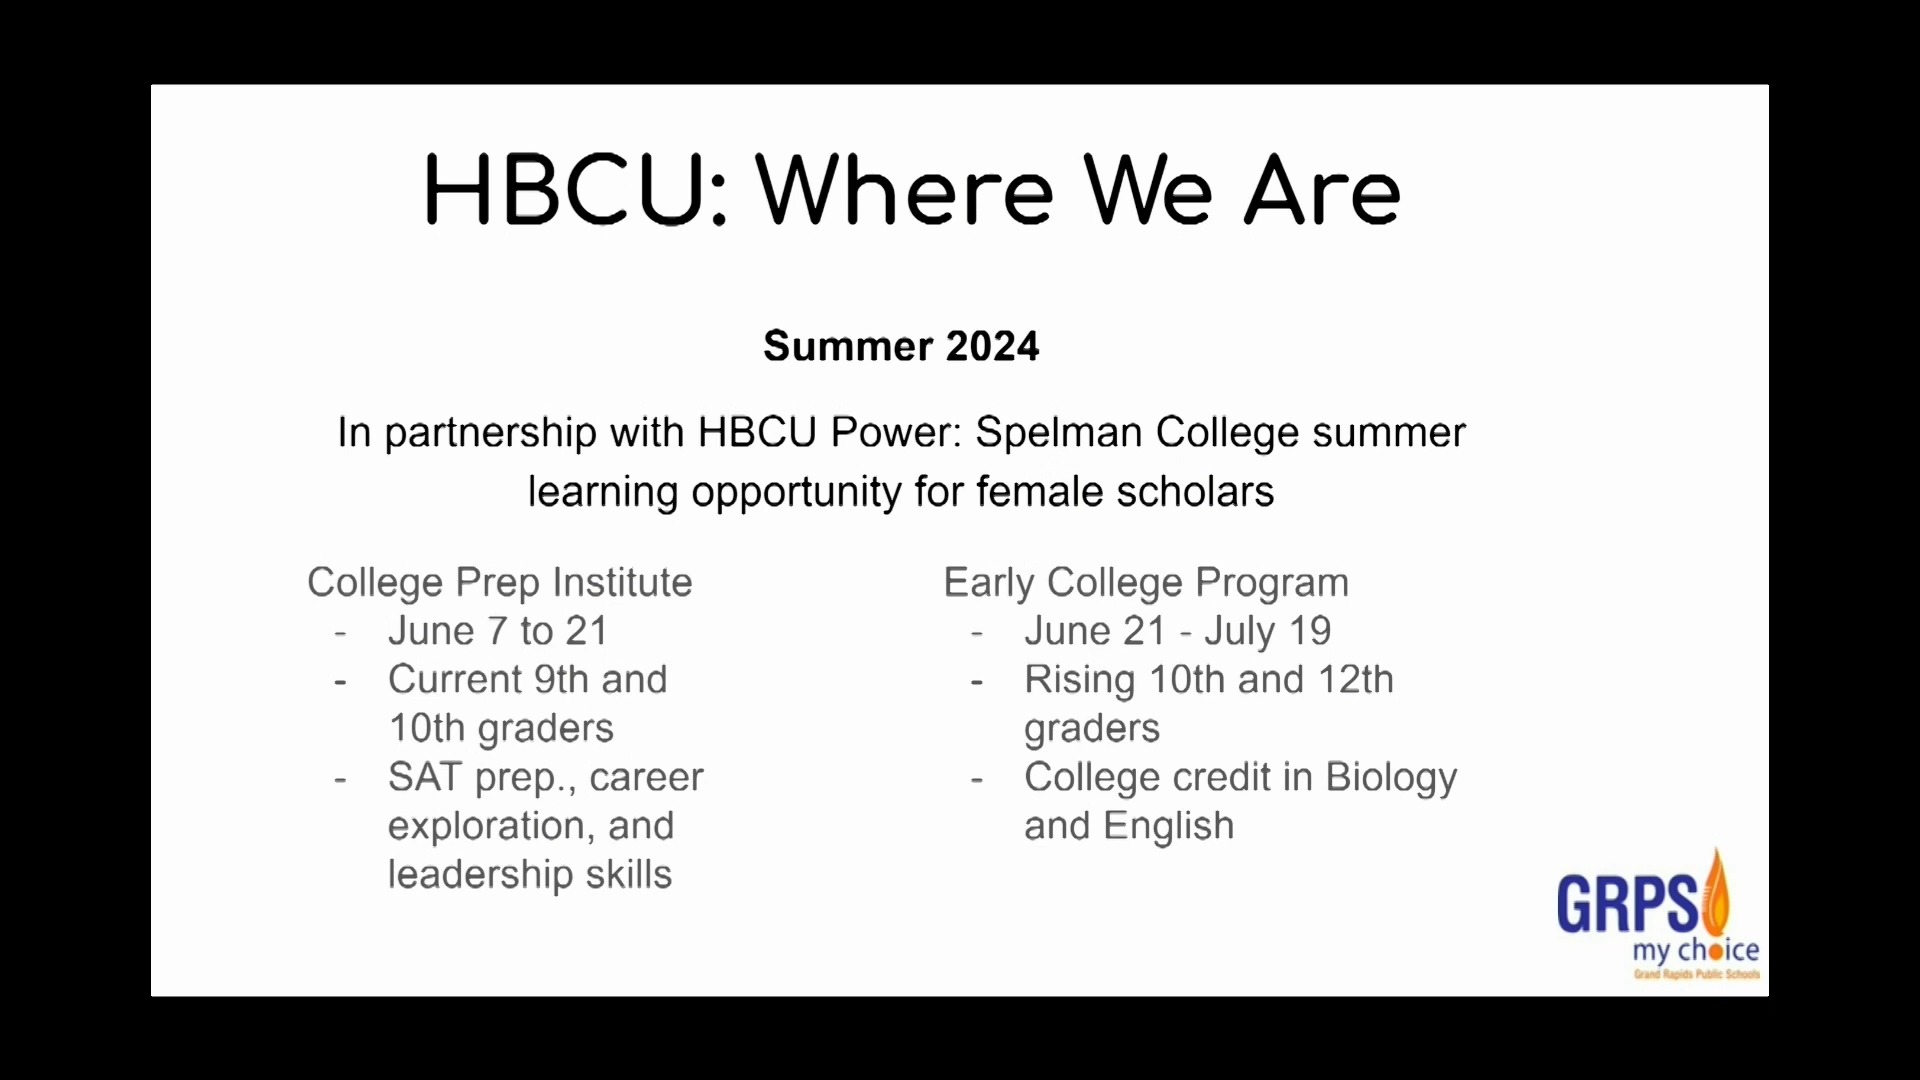 HBCU: Where We Are
Summer 2024
In partnership with HBCU Power: Spelman College summer
learning opportunity for female scholars
College Prep Institute
- June 7 to 21
- Current 9th and
10th graders
- SAT prep., career
exploration, and
leadership skills
Early College Program
- June 21 - July 19
- Rising 10th and 12th
graders
- College credit in Biology
and English
GRPS
my choice
Grand Rapids Public Schools